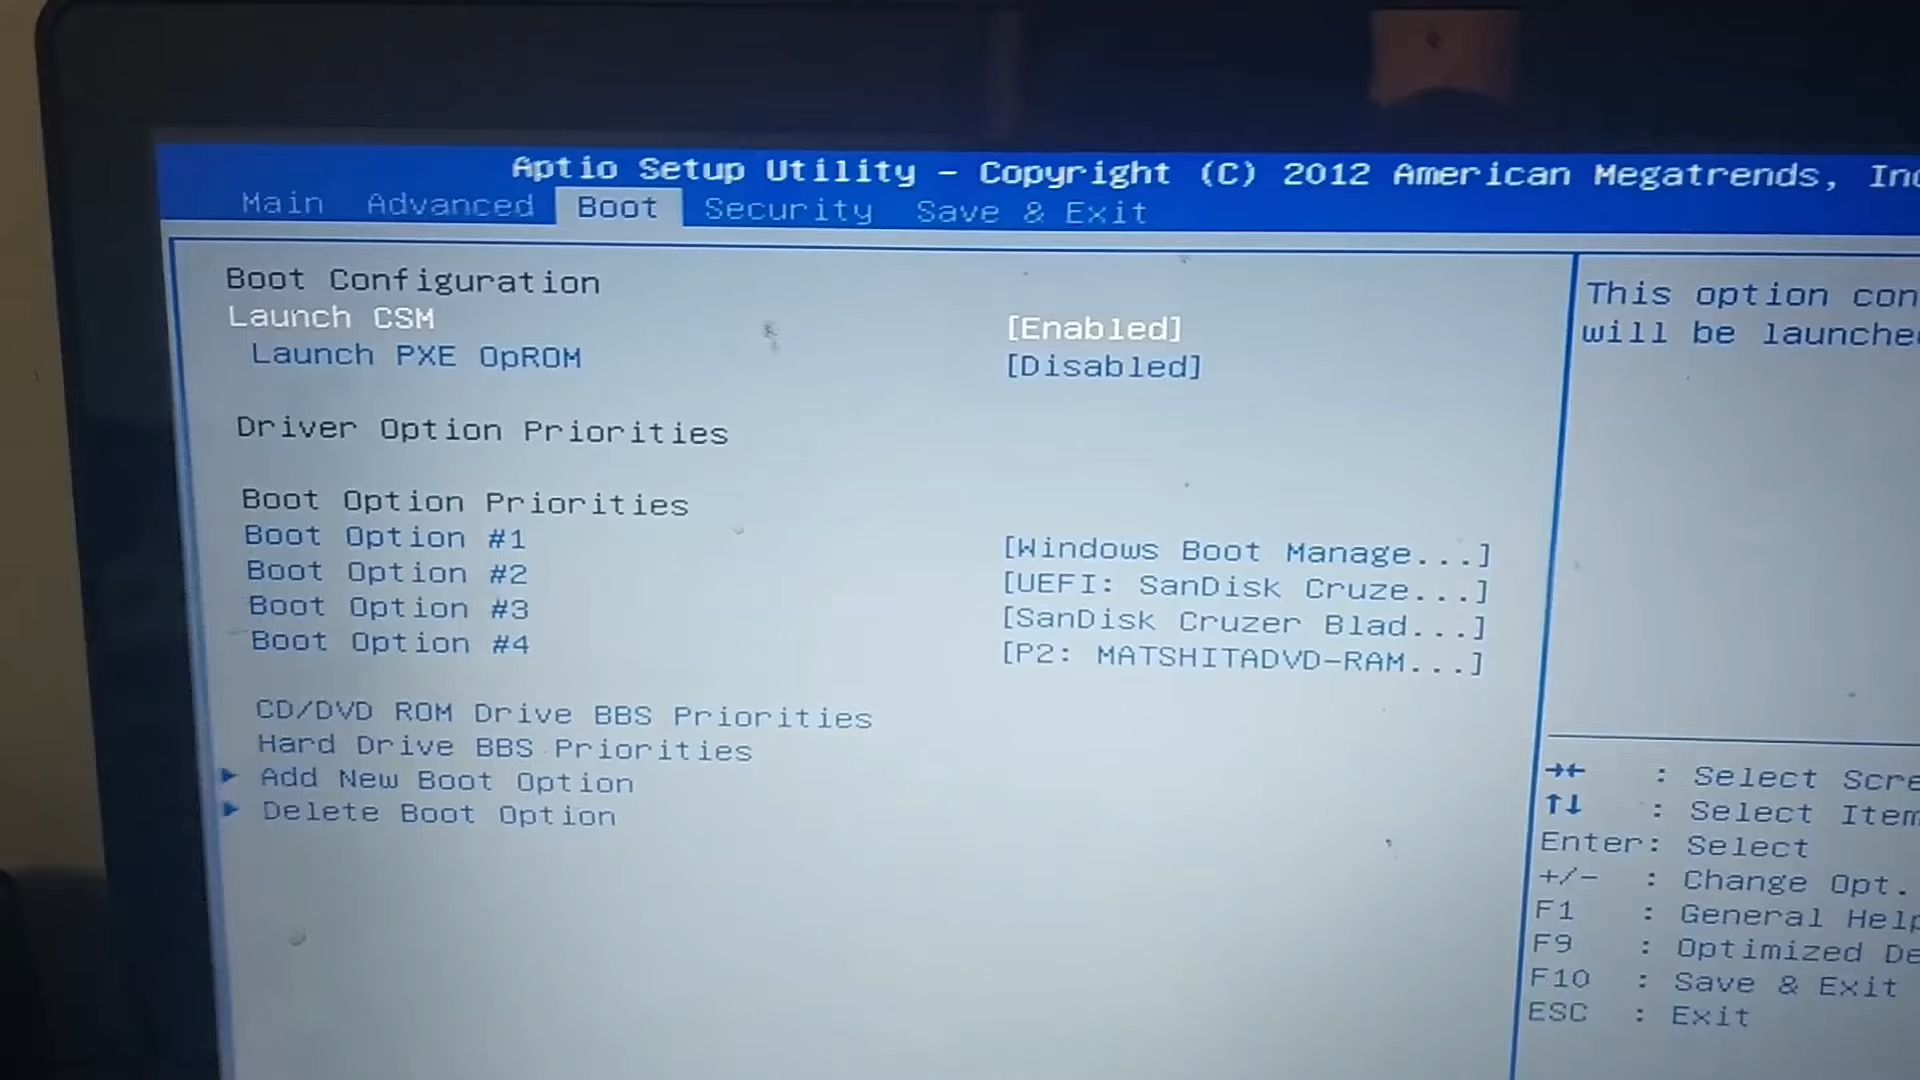 Aptio Setup Utility – Copyright (C) 2012 American Megatrends,
Main Advanced Boot Security Save & Exit
Boot Configuration
Launch CSM [Enabled]
Launch PXE OpROM [Disabled]
Driver Option Priorities
Boot Option Priorities
Boot Option #1 [Windows Boot Manage...]
Boot Option #2 [UEFI: SanDisk Cruze...]
Boot Option #3 [SanDisk Cruzer Blad...]
Boot Option #4 [P2: MATSHITADVD-RAM...]
CD/DVD ROM Drive BBS Priorities
Hard Drive BBS Priorities
Add New Boot Option
Delete Boot Option
This option
will be
→← : Select
↑↓ : Select Item
Enter: Select
+/- : Change Opt.
F1 : General Help
F9 : Optimized
F10 : Save & Exit
ESC : Exit